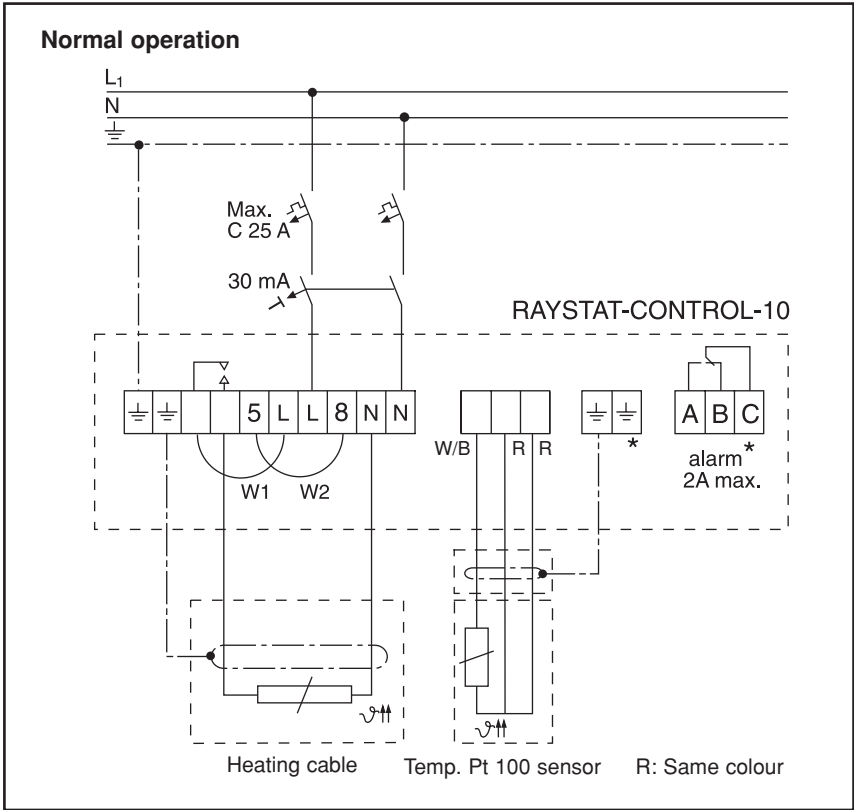 Normal operation
L₁
N
Max.
C 25 A
30 mA
RAYSTAT-CONTROL-10
5 L L 8 N N
A B C
W/B R R * alarm*
2A max.
W1 W2
ϑ
ϑ
Heating cable Temp. Pt 100 sensor R: Same colour